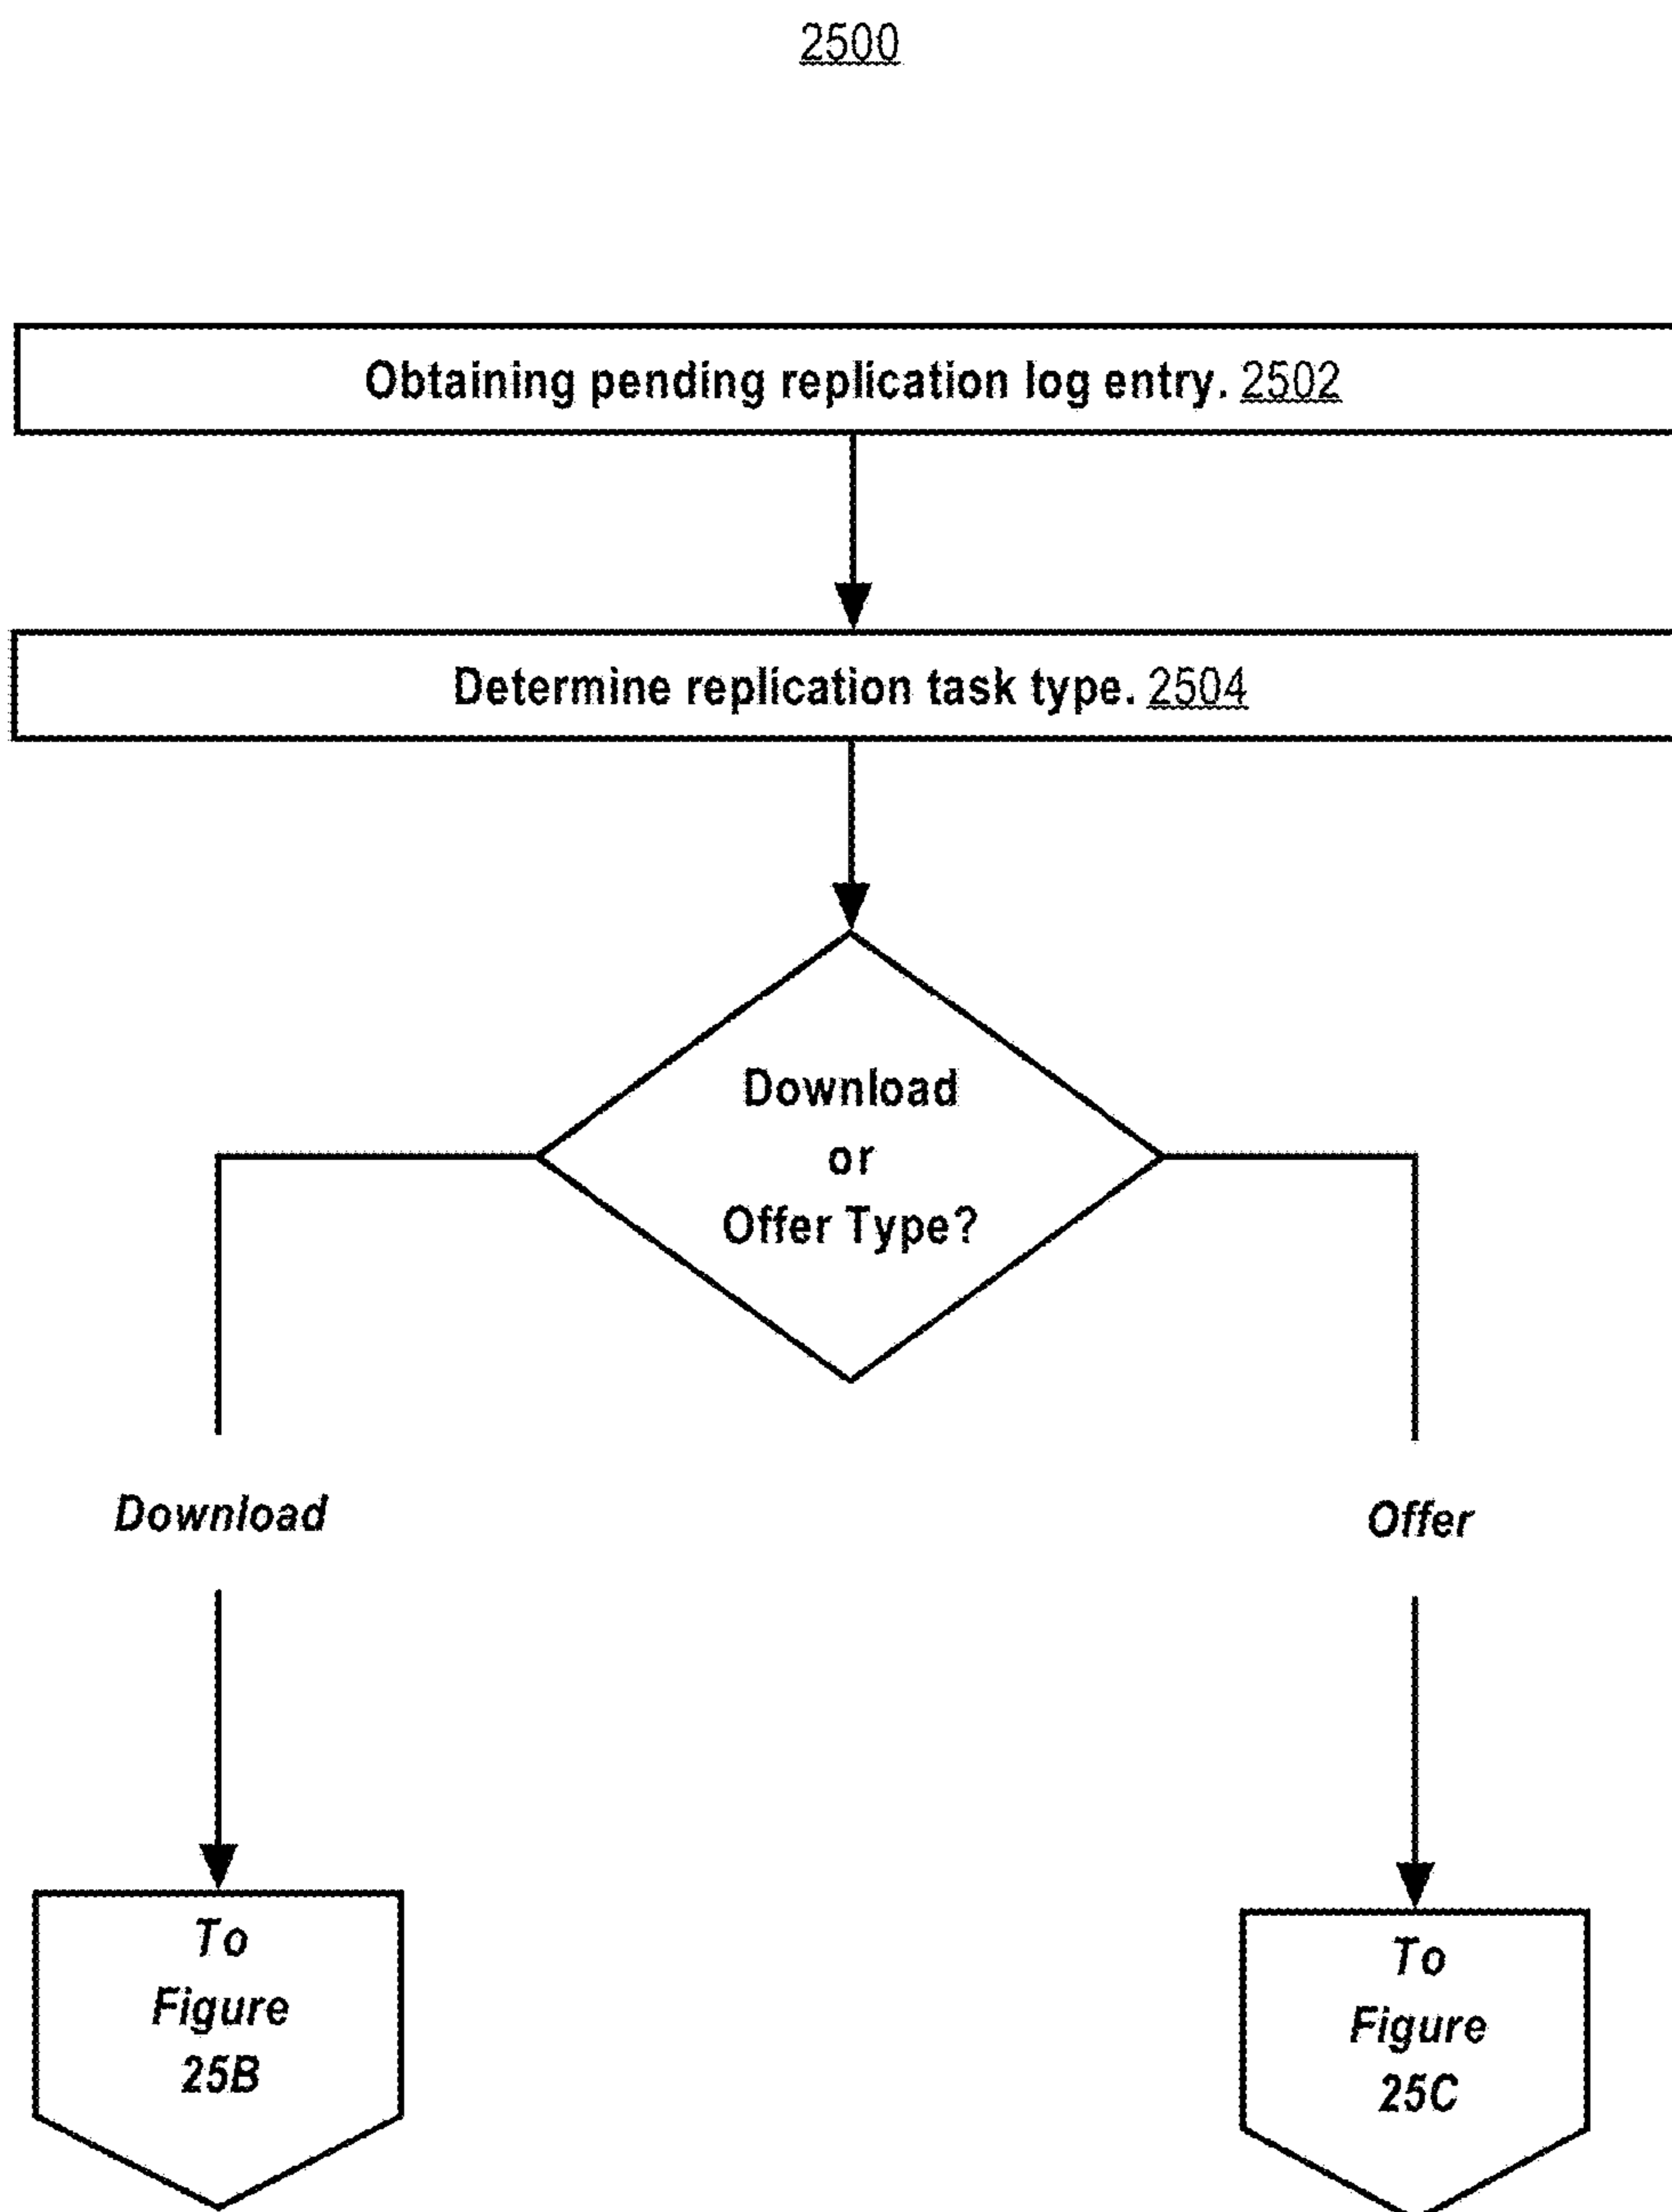 2500
Obtaining pending replication log entry. 2502
Determine replication task type. 2504
Download
or
Offer Type?
Download
Offer
To
Figure
25B
To
Figure
25C